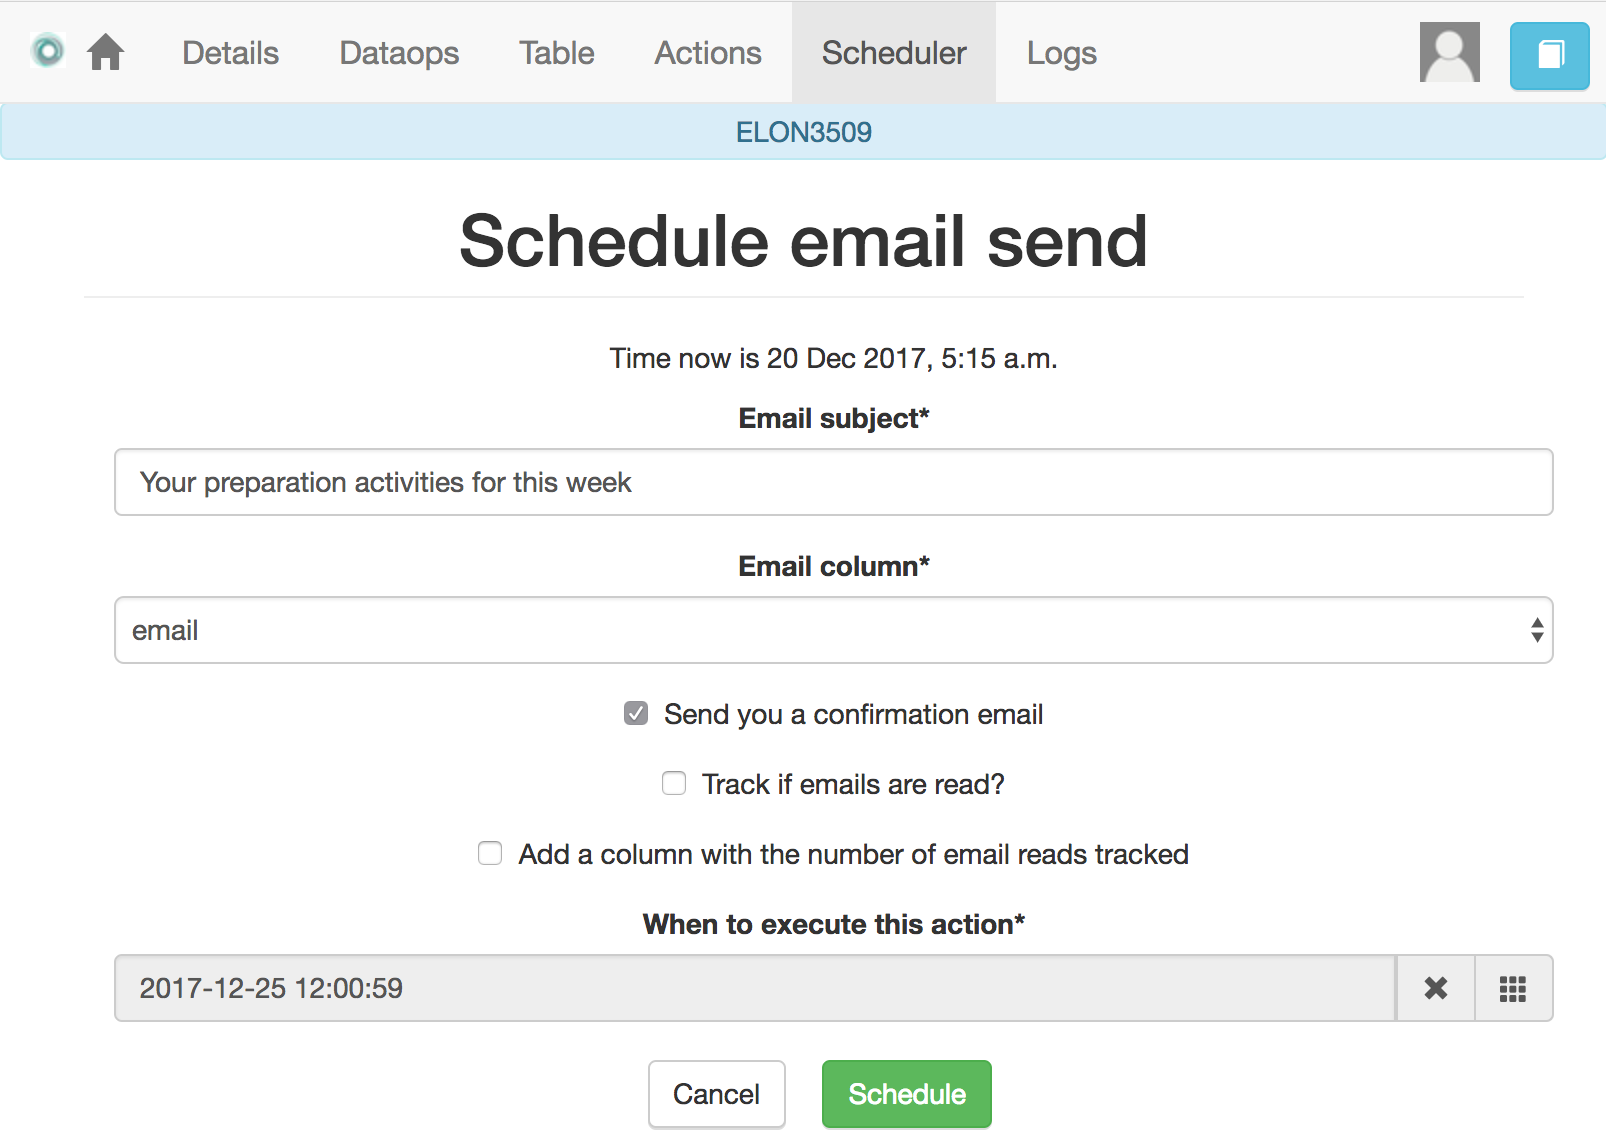 Details Dataops Table Actions Scheduler Logs
ELON3509
Schedule email send
Time now is 20 Dec 2017, 5:15 a.m.
Email subject*
Your preparation activities for this week
Email column*
email
Send you a confirmation email
Track if emails are read?
Add a column with the number of email reads tracked
When to execute this action*
2017-12-25 12:00:59
Cancel Schedule